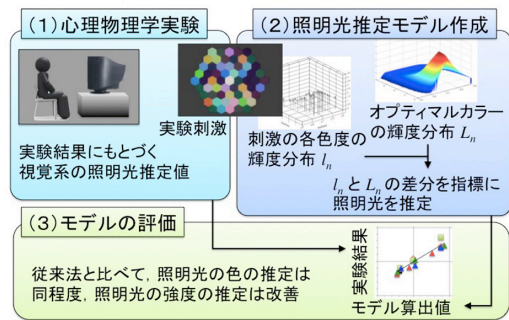 (1)心理物理学実験
実験刺激
実験結果にもとづく
視覚系の照明光推定値
(2)照明光推定モデル作成
オプティマルカラー
の輝度分布 Lₙ
刺激の各色度の
輝度分布 lₙ
lₙ と Lₙ の差分を指標に
照明光を推定
(3)モデルの評価
従来法と比べて,照明光の色の推定は
同程度,照明光の強度の推定は改善
実験結果
モデル算出値